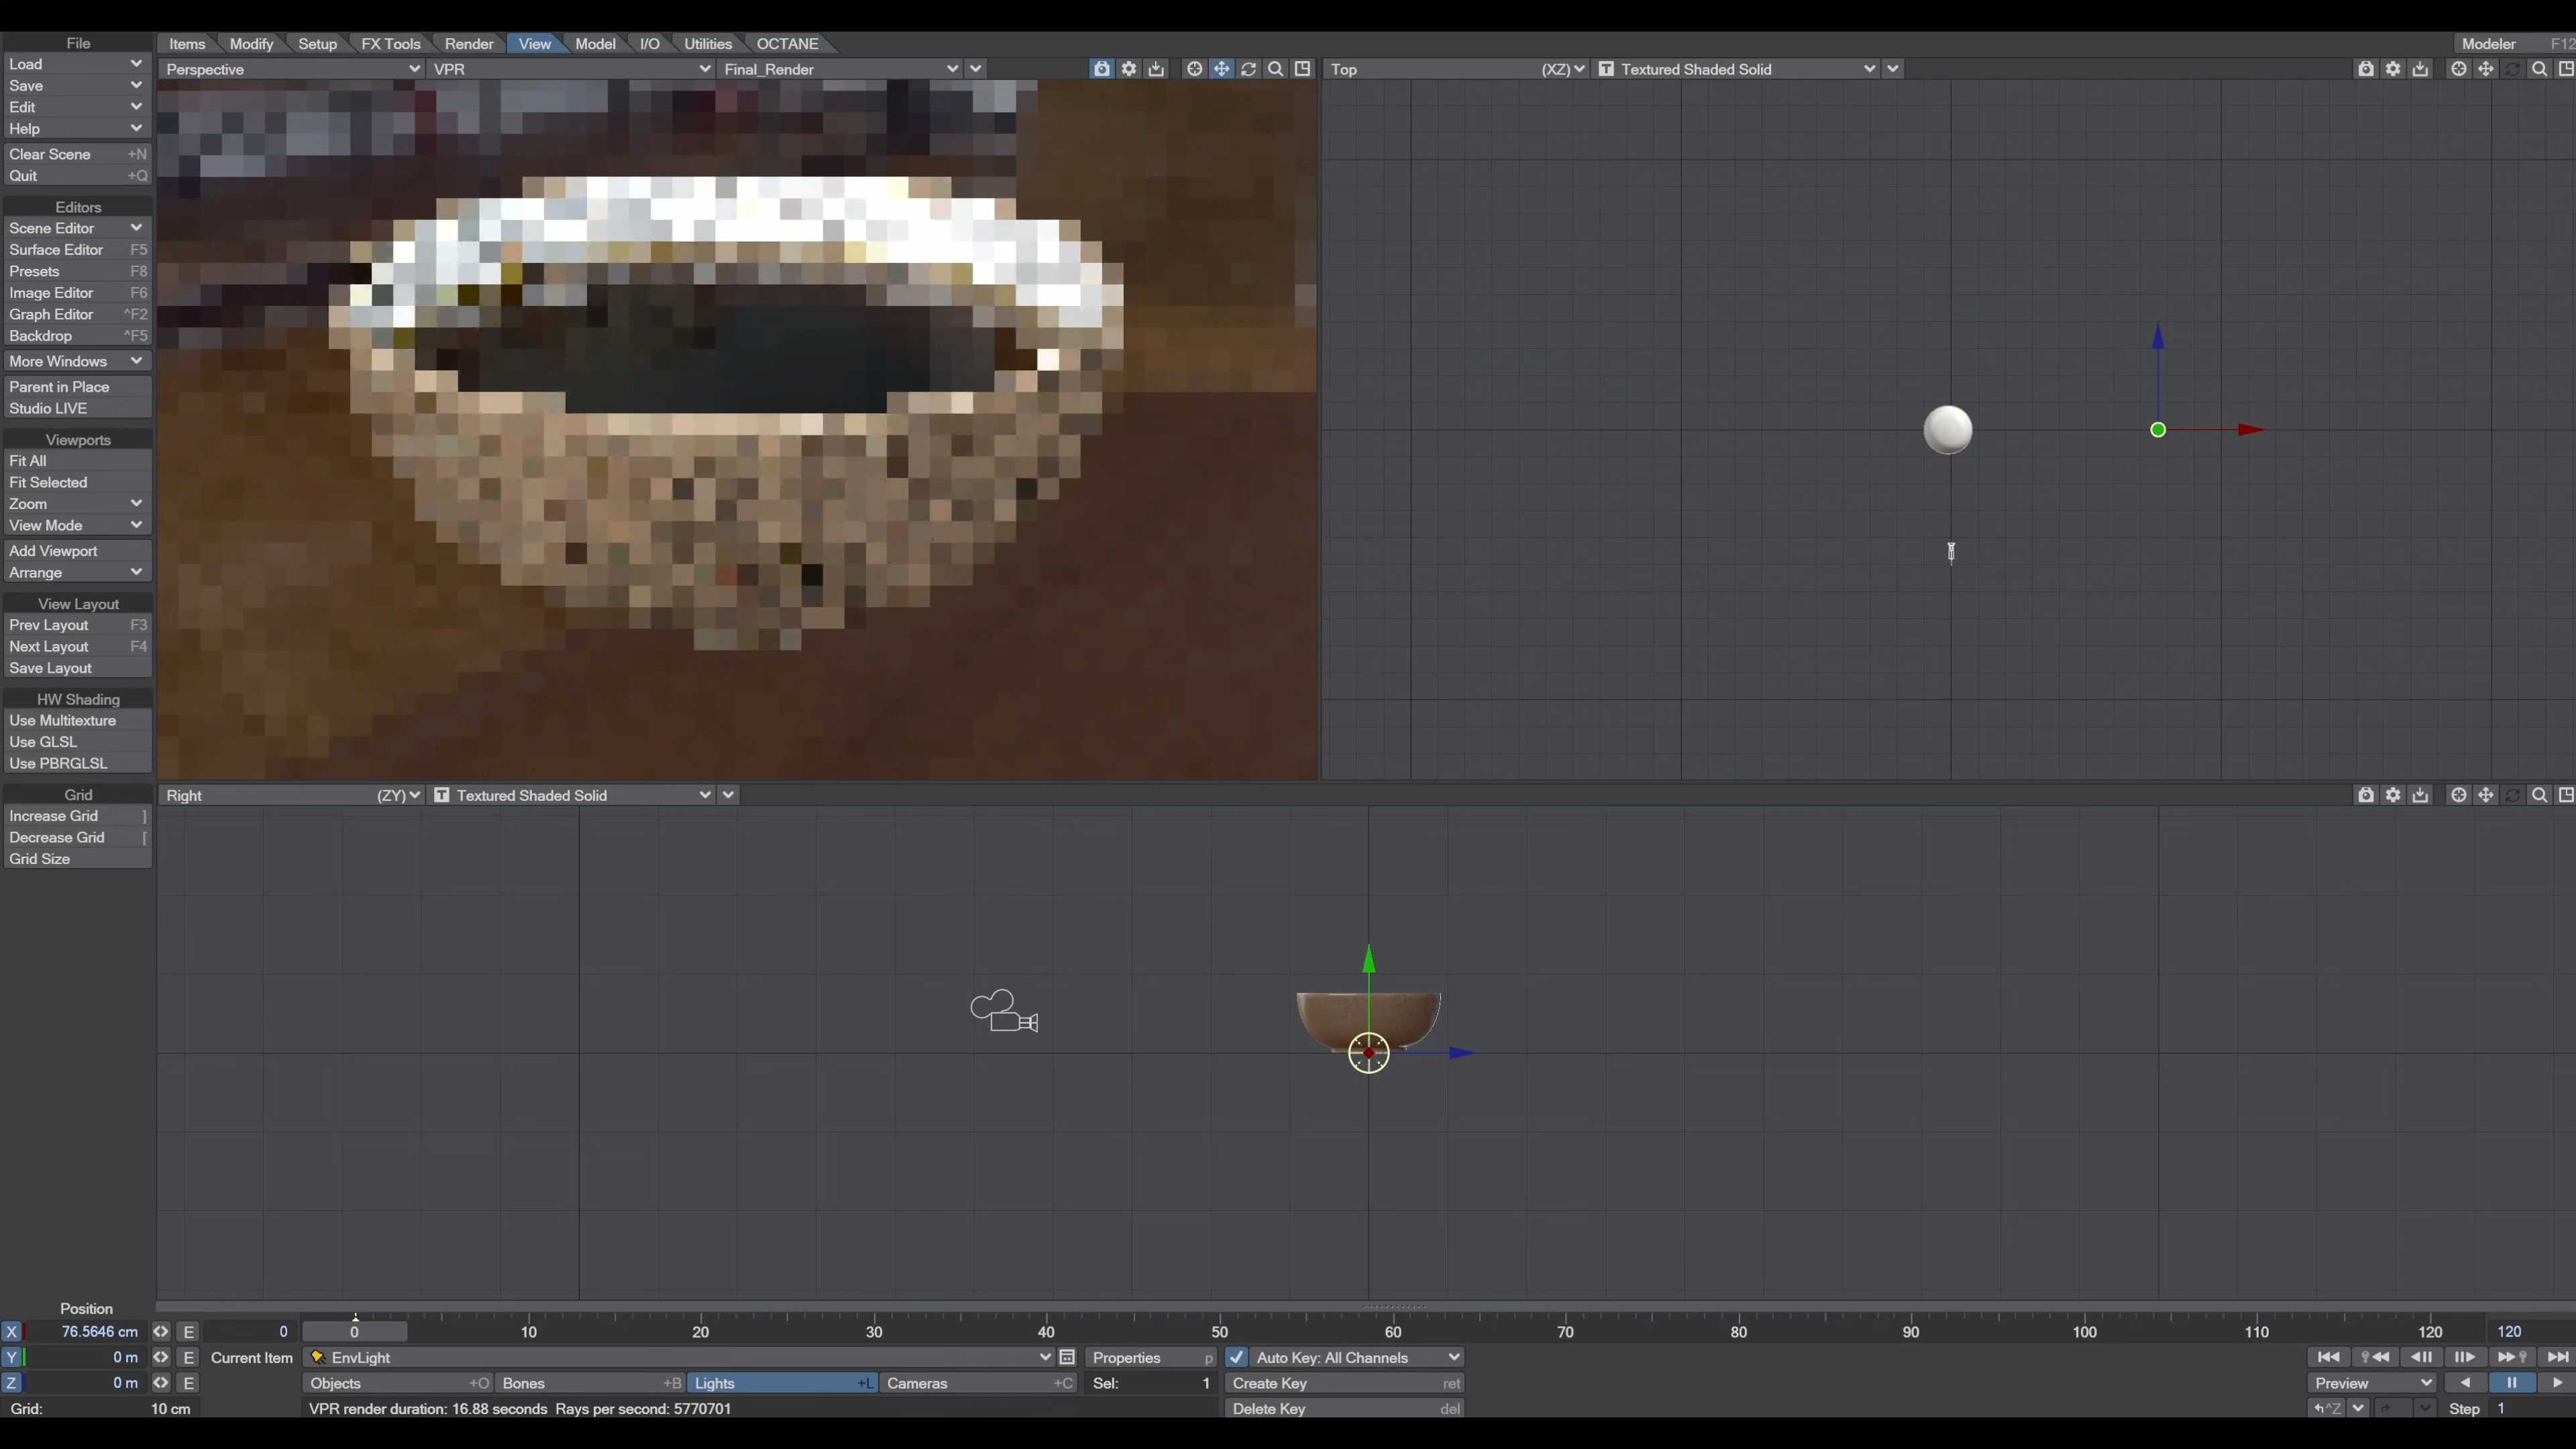 File
Load
Save
Edit
Help
Clear Scene +N
Quit +Q
Editors
Scene Editor
Surface Editor F5
Presets F8
Image Editor F6
Graph Editor ^F2
Backdrop ^F5
More Windows
Parent in Place
Studio LIVE
Viewports
Fit All
Fit Selected
Zoom
View Mode
Add Viewport
Arrange
View Layout
Prev Layout F3
Next Layout F4
Save Layout
HW Shading
Use Multitexture
Use GLSL
Use PBRGLSL
Grid
Increase Grid ]
Decrease Grid [
Grid Size
Items Modify Setup FX Tools Render View Model I/O Utilities OCTANE Modeler F12
Perspective VPR Final_Render
Top (XZ) T Textured Shaded Solid
Right (ZY) T Textured Shaded Solid
Position
X 76.5646 cm E 0 0 10 20 30 40 50 60 70 80 90 100 110 120 120
Y 0 m E Current Item EnvLight Properties p Auto Key: All Channels
Z 0 m E Objects +O Bones +B Lights +L Cameras +C Sel: 1 Create Key ret Preview
Grid: 10 cm VPR render duration: 16.88 seconds Rays per second: 5770701 Delete Key del ^Z Step 1